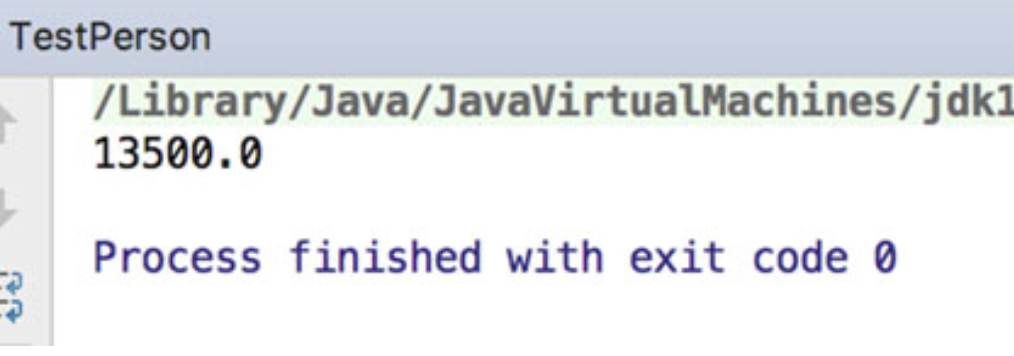 TestPerson
/Library/Java/JavaVirtualMachines/jdk1
13500.0
Process finished with exit code 0